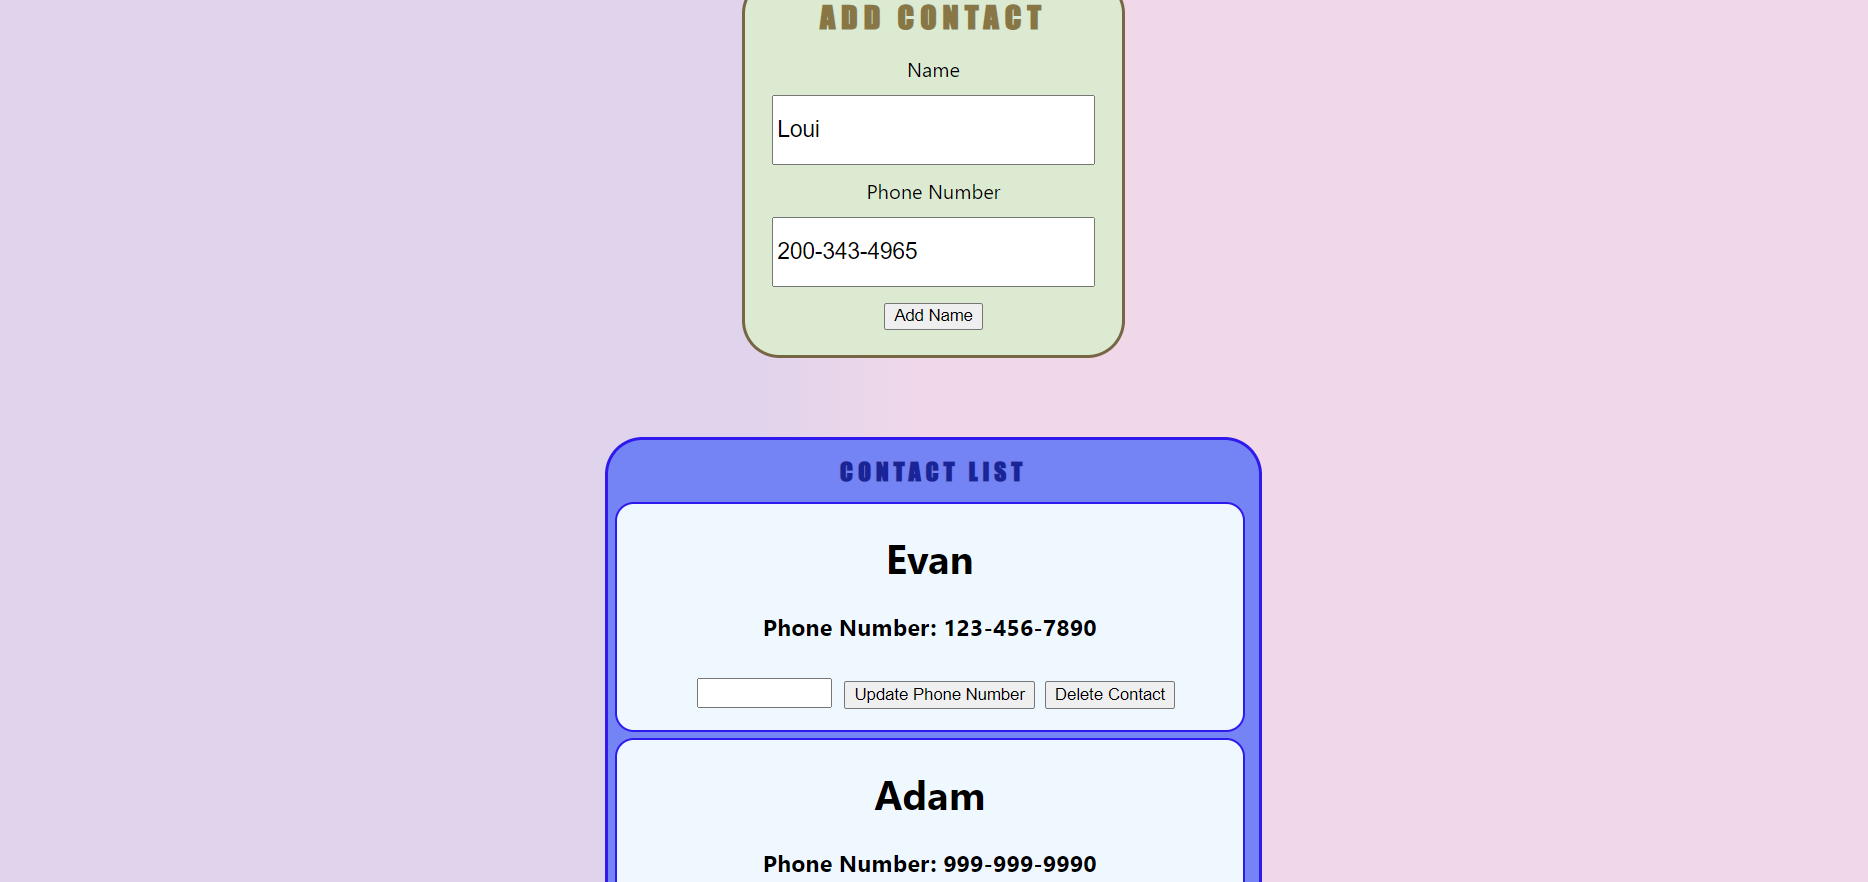 ADD CONTACT
Name
Loui
Phone Number
200-343-4965
Add Name
CONTACT LIST
Evan
Phone Number: 123-456-7890
Update Phone Number Delete Contact
Adam
Phone Number: 999-999-9990